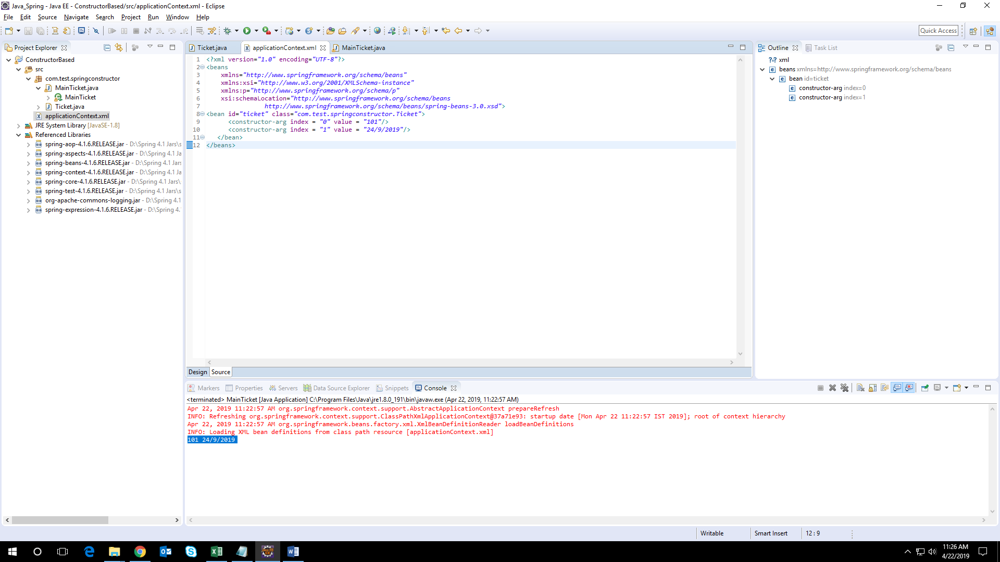 Java_Spring - Java EE - ConstructorBased/src/applicationContext.xml - Eclipse
File Edit Source Navigate Search Project Run Window Help
Quick Access
Project Explorer
ConstructorBased
src
com.test.springconstructor
MainTicket.java
MainTicket
Ticket.java
applicationContext.xml
JRE System Library [JavaSE-1.8]
Referenced Libraries
spring-aop-4.1.6.RELEASE.jar - D:\Spring 4.1 Jars\s
spring-aspects-4.1.6.RELEASE.jar - D:\Spring 4.1 Ja
spring-beans-4.1.6.RELEASE.jar - D:\Spring 4.1 Jars
spring-context-4.1.6.RELEASE.jar - D:\Spring 4.1 Ja
spring-core-4.1.6.RELEASE.jar - D:\Spring 4.1 Jars\
spring-test-4.1.6.RELEASE.jar - D:\Spring 4.1 Jars\s
org-apache-commons-logging.jar - D:\Spring 4.1
spring-expression-4.1.6.RELEASE.jar - D:\Spring 4.
Ticket.java applicationContext.xml MainTicket.java
1 <?xml version="1.0" encoding="UTF-8"?>
2 <beans
3 xmlns="http://www.springframework.org/schema/beans"
4 xmlns:xsi="http://www.w3.org/2001/XMLSchema-instance"
5 xmlns:p="http://www.springframework.org/schema/p"
6 xsi:schemaLocation="http://www.springframework.org/schema/beans
7 http://www.springframework.org/schema/beans/spring-beans-3.0.xsd">
8 <bean id="ticket" class="com.test.springconstructor.Ticket">
9 <constructor-arg index = "0" value = "101"/>
10 <constructor-arg index = "1" value = "24/9/2019"/>
11 </bean>
12 </beans>
Design Source
Outline Task List
?=? xml
beans xmlns=http://www.springframework.org/schema/beans
bean id=ticket
constructor-arg index=0
constructor-arg index=1
Markers Properties Servers Data Source Explorer Snippets Console
<terminated> MainTicket [Java Application] C:\Program Files\Java\jre1.8.0_191\bin\javaw.exe (Apr 22, 2019, 11:22:57 AM)
Apr 22, 2019 11:22:57 AM org.springframework.context.support.AbstractApplicationContext prepareRefresh
INFO: Refreshing org.springframework.context.support.ClassPathXmlApplicationContext@37a71e93: startup date [Mon Apr 22 11:22:57 IST 2019]; root of context hierarchy
Apr 22, 2019 11:22:57 AM org.springframework.beans.factory.xml.XmlBeanDefinitionReader loadBeanDefinitions
INFO: Loading XML bean definitions from class path resource [applicationContext.xml]
101 24/9/2019
Writable Smart Insert 12 : 9
11:26 AM
4/22/2019